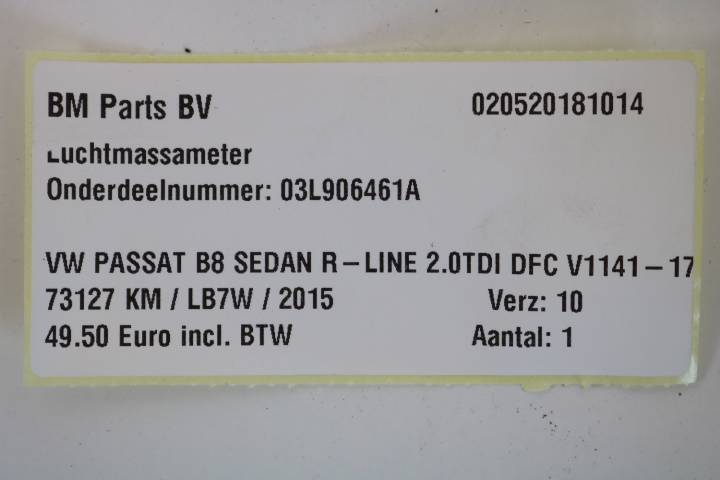 BM Parts BV 020520181014
Luchtmassameter
Onderdeelnummer: 03L906461A
VW PASSAT B8 SEDAN R-LINE 2.0TDI DFC V1141-17
73127 KM / LB7W / 2015 Verz: 10
49.50 Euro incl. BTW Aantal: 1